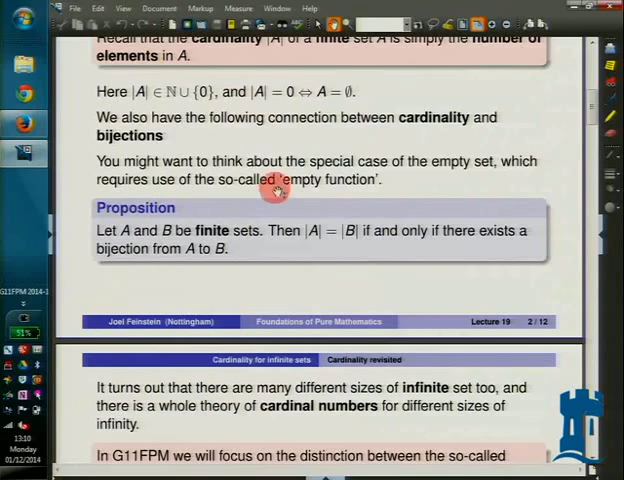 File Edit View Document Markup Measure Window Help
Recall that the cardinality |A| of a finite set A is simply the number of
elements in A.
Here |A| ∈ ℕ ∪ {0}, and |A| = 0 ⇔ A = ∅.
We also have the following connection between cardinality and
bijections
You might want to think about the special case of the empty set, which
requires use of the so-called 'empty function'.
Proposition
Let A and B be finite sets. Then |A| = |B| if and only if there exists a
bijection from A to B.
Joel Feinstein (Nottingham) Foundations of Pure Mathematics Lecture 19 2 / 12
Cardinality for infinite sets Cardinality revisited
It turns out that there are many different sizes of infinite set too, and
there is a whole theory of cardinal numbers for different sizes of
infinity.
In G11FPM we will focus on the distinction between the so-called
G11FPM 2014-1
51%
13:10
Monday
01/12/2014